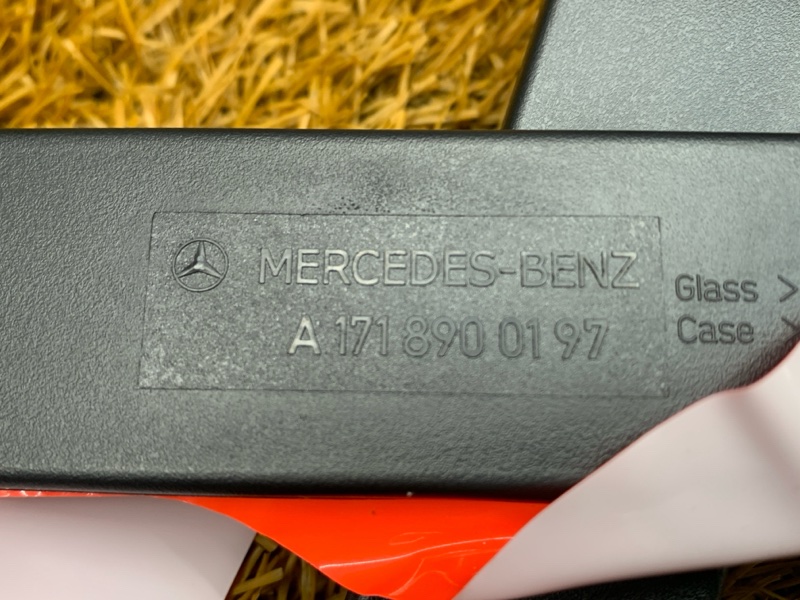 MERCEDES-BENZ
A 171 890 01 97
Glass >
Case <